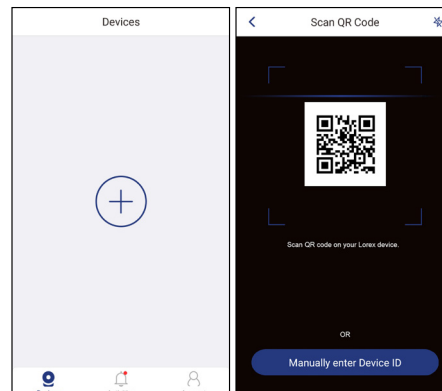 Devices
Scan QR Code
Scan QR code on your Lorex device.
OR
Manually enter Device ID